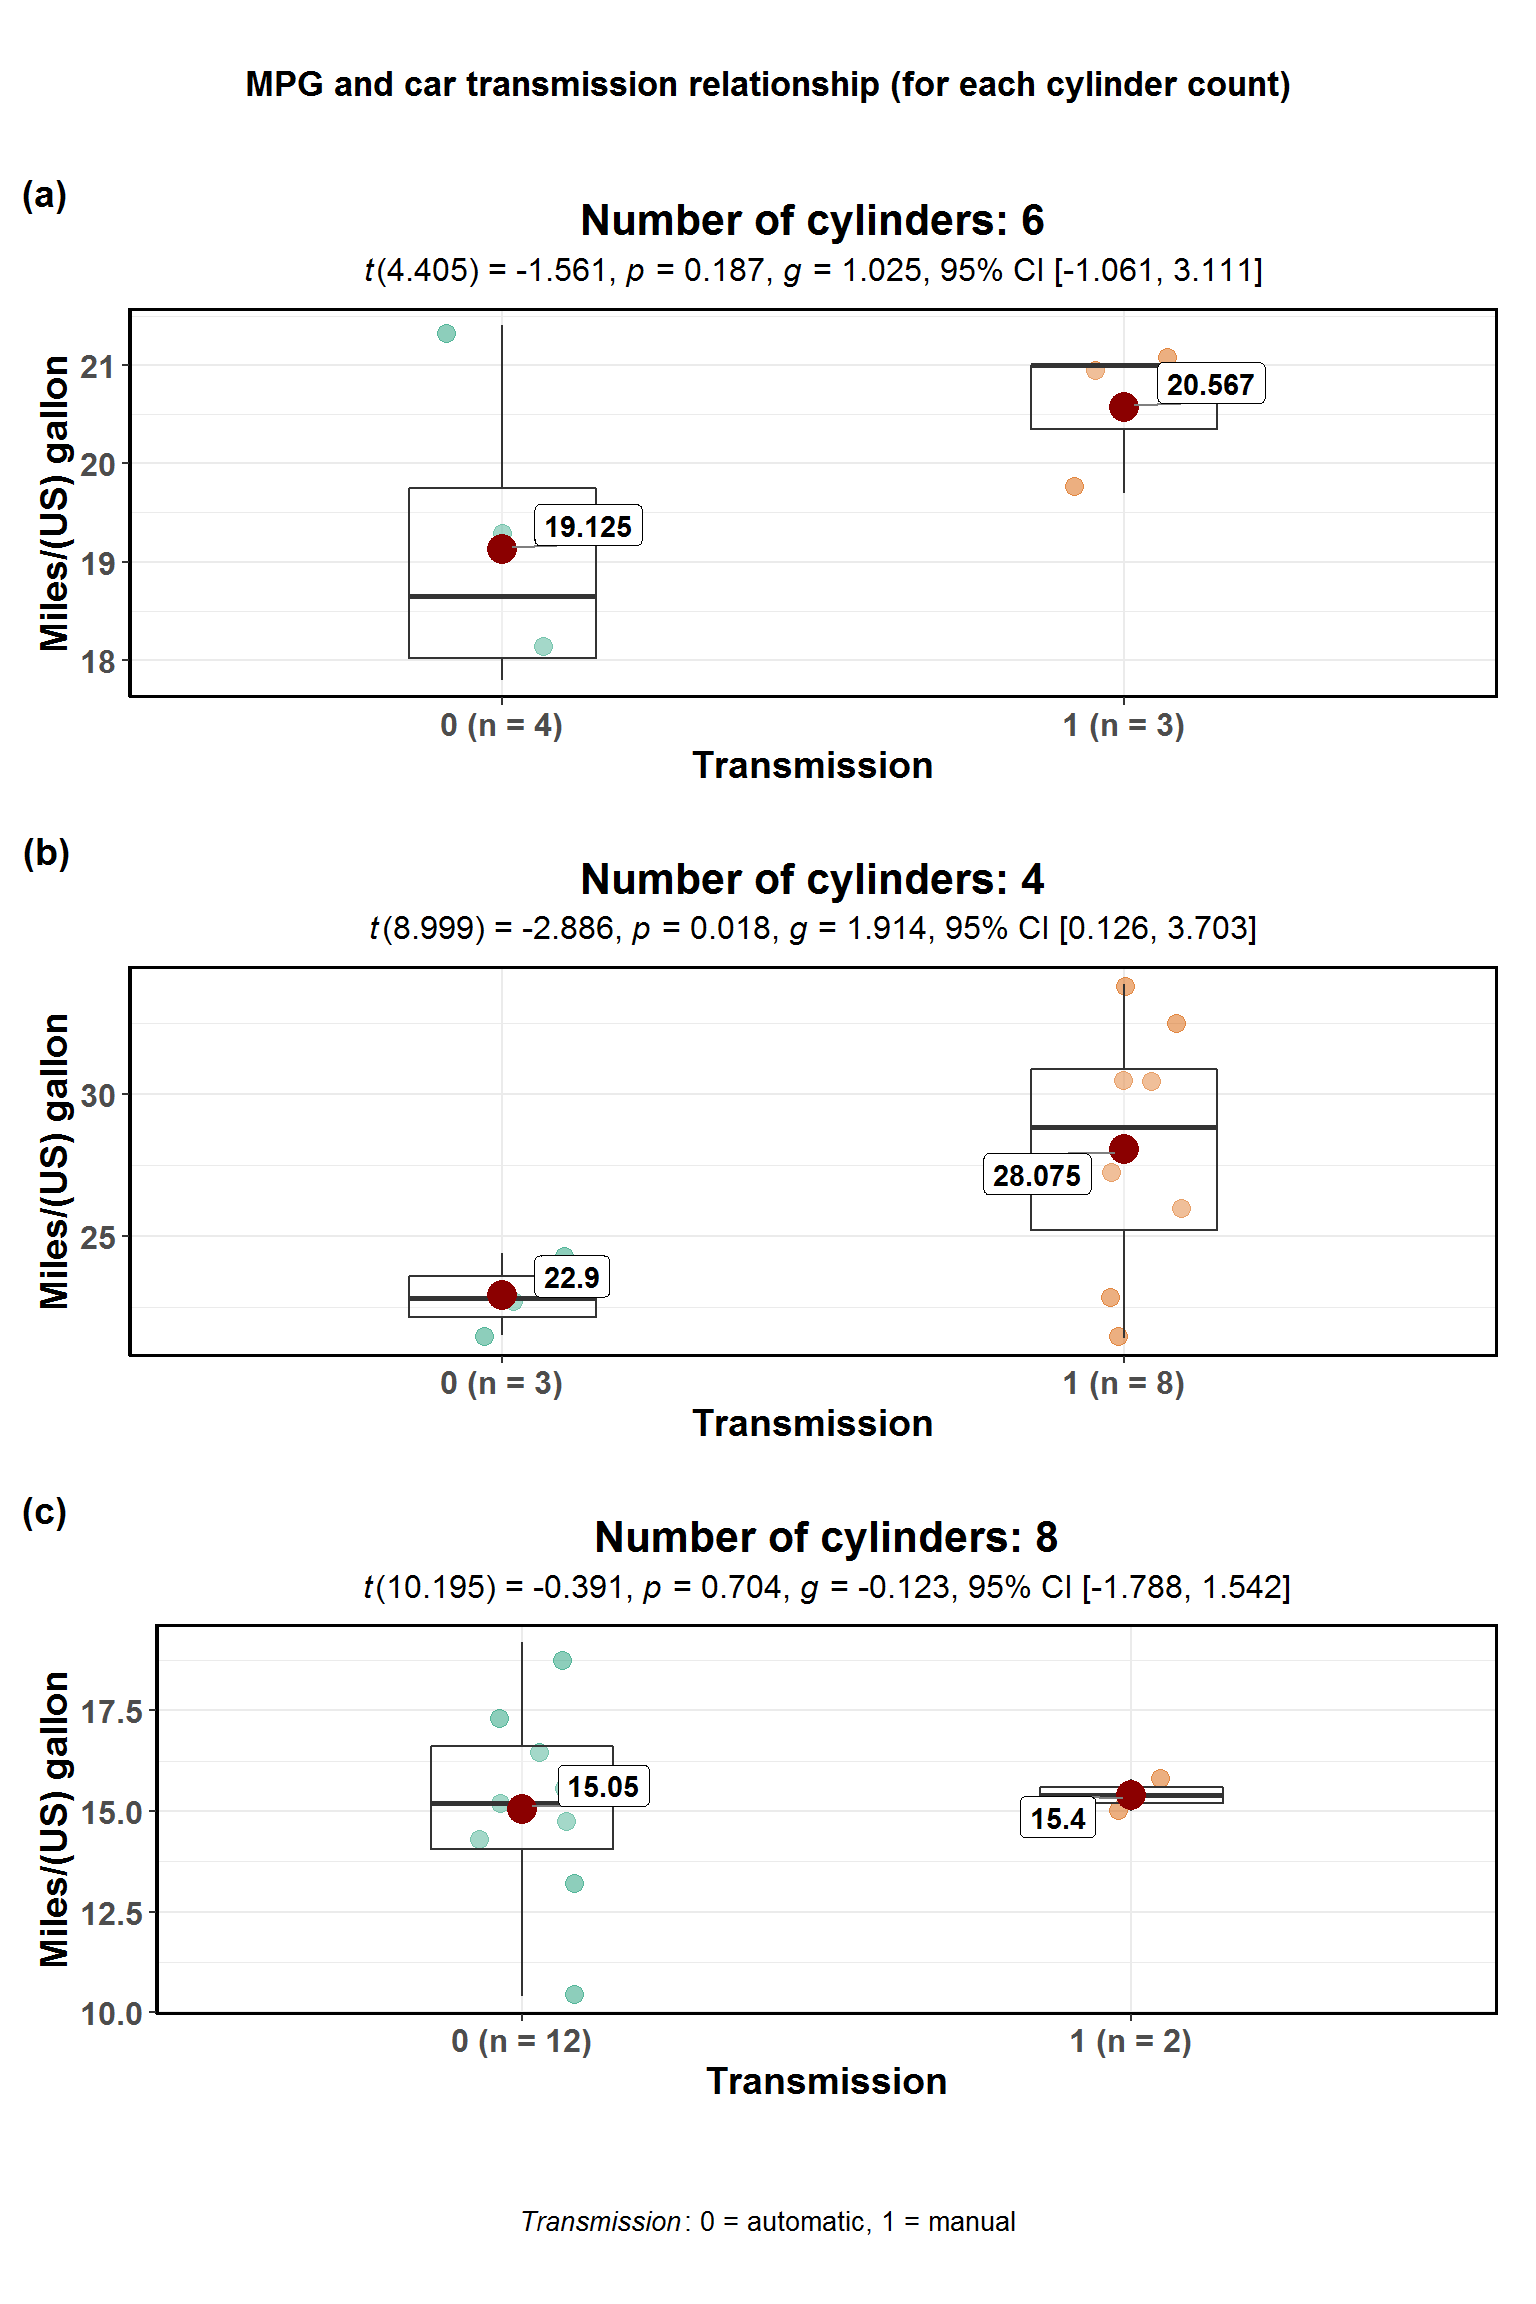 MPG and car transmission relationship (for each cylinder count)
(a)
Number of cylinders: 6
t(4.405) = -1.561, p = 0.187, g = 1.025, 95% CI [-1.061, 3.111]
Miles/(US) gallon
21
20
19
18
19.125
20.567
0 (n = 4)
1 (n = 3)
Transmission
(b)
Number of cylinders: 4
t(8.999) = -2.886, p = 0.018, g = 1.914, 95% CI [0.126, 3.703]
Miles/(US) gallon
30
25
28.075
22.9
0 (n = 3)
1 (n = 8)
Transmission
(c)
Number of cylinders: 8
t(10.195) = -0.391, p = 0.704, g = -0.123, 95% CI [-1.788, 1.542]
Miles/(US) gallon
17.5
15.0
12.5
10.0
15.05
15.4
0 (n = 12)
1 (n = 2)
Transmission
Transmission: 0 = automatic, 1 = manual